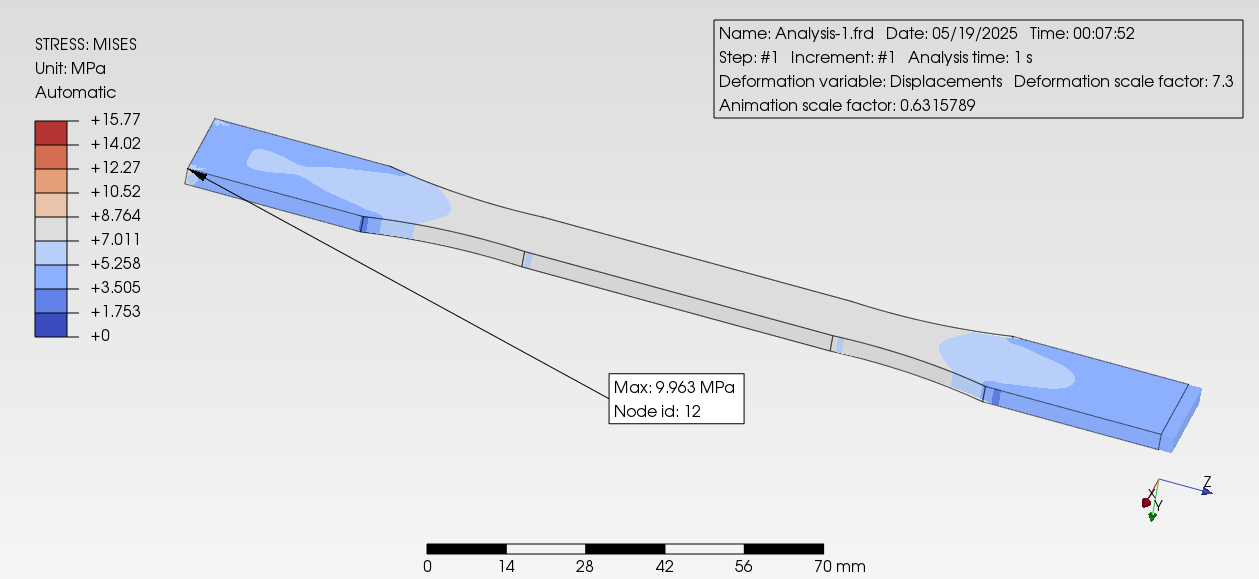 STRESS: MISES
Unit: MPa
Automatic
+15.77
+14.02
+12.27
+10.52
+8.764
+7.011
+5.258
+3.505
+1.753
+0
Name: Analysis-1.frd   Date: 05/19/2025   Time: 00:07:52
Step: #1   Increment: #1   Analysis time: 1 s
Deformation variable: Displacements   Deformation scale factor: 7.3
Animation scale factor: 0.6315789
Max: 9.963 MPa
Node id: 12
X
Y
Z
0 14 28 42 56 70 mm